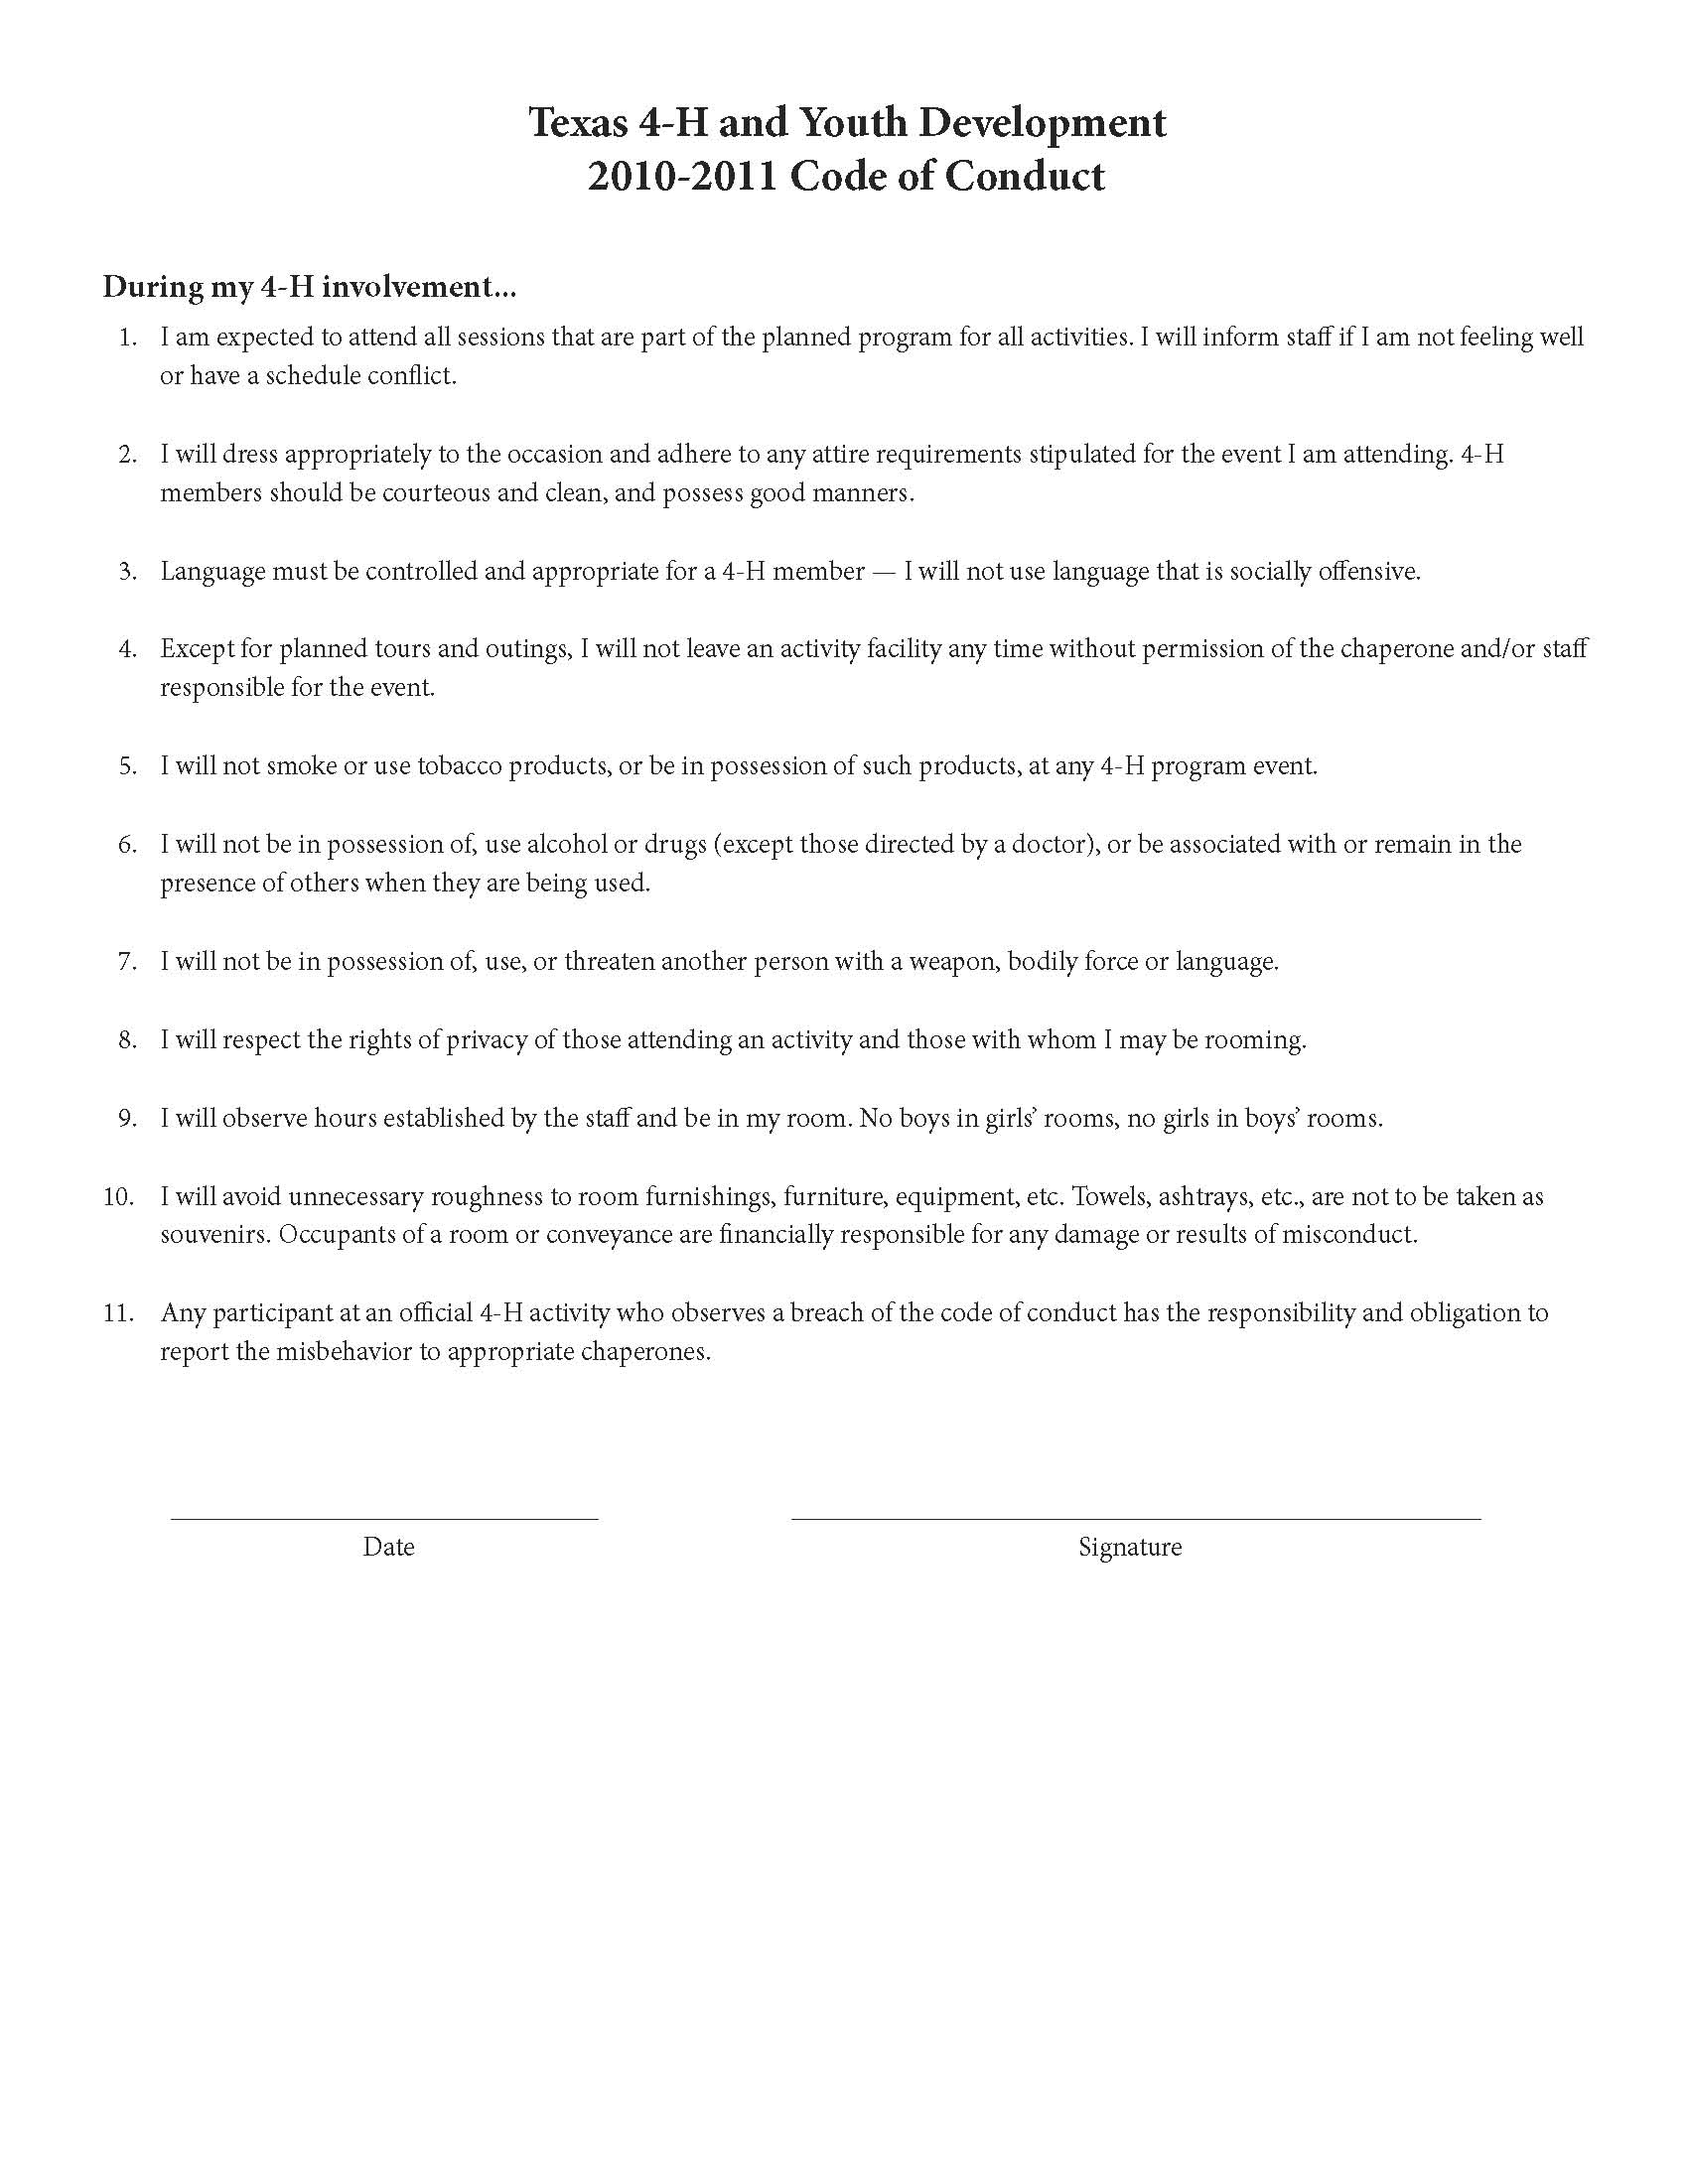 Texas 4-H and Youth Development
2010-2011 Code of Conduct
During my 4-H involvement...
1. I am expected to attend all sessions that are part of the planned program for all activities. I will inform staff if I am not feeling well
or have a schedule conflict.
2. I will dress appropriately to the occasion and adhere to any attire requirements stipulated for the event I am attending. 4-H
members should be courteous and clean, and possess good manners.
3. Language must be controlled and appropriate for a 4-H member — I will not use language that is socially offensive.
4. Except for planned tours and outings, I will not leave an activity facility any time without permission of the chaperone and/or staff
responsible for the event.
5. I will not smoke or use tobacco products, or be in possession of such products, at any 4-H program event.
6. I will not be in possession of, use alcohol or drugs (except those directed by a doctor), or be associated with or remain in the
presence of others when they are being used.
7. I will not be in possession of, use, or threaten another person with a weapon, bodily force or language.
8. I will respect the rights of privacy of those attending an activity and those with whom I may be rooming.
9. I will observe hours established by the staff and be in my room. No boys in girls’ rooms, no girls in boys’ rooms.
10. I will avoid unnecessary roughness to room furnishings, furniture, equipment, etc. Towels, ashtrays, etc., are not to be taken as
souvenirs. Occupants of a room or conveyance are financially responsible for any damage or results of misconduct.
11. Any participant at an official 4-H activity who observes a breach of the code of conduct has the responsibility and obligation to
report the misbehavior to appropriate chaperones.
Date Signature